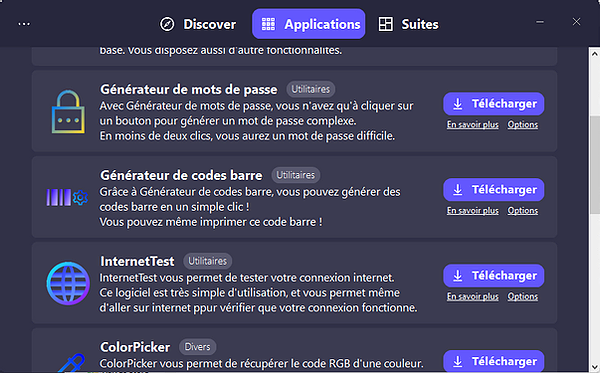 ... Discover Applications Suites
base. Vous disposez aussi d'autre fonctionnalités.
Générateur de mots de passe Utilitaires
Avec Générateur de mots de passe, vous n'avez qu'à cliquer sur
un bouton pour générer un mot de passe complexe.
En moins de deux clics, vous aurez un mot de passe difficile.
Télécharger
En savoir plus Options
Générateur de codes barre Utilitaires
Grâce à Générateur de codes barre, vous pouvez générer des
codes barre en un simple clic !
Vous pouvez même imprimer ce code barre !
Télécharger
En savoir plus Options
InternetTest Utilitaires
InternetTest vous permet de tester votre connexion internet.
Ce logiciel est très simple d'utilisation, et vous permet même
d'aller sur internet ppur vérifier que votre connexion fonctionne.
Télécharger
En savoir plus Options
ColorPicker Divers
ColorPicker vous permet de récupérer le code RGB d'une couleur.
Télécharger